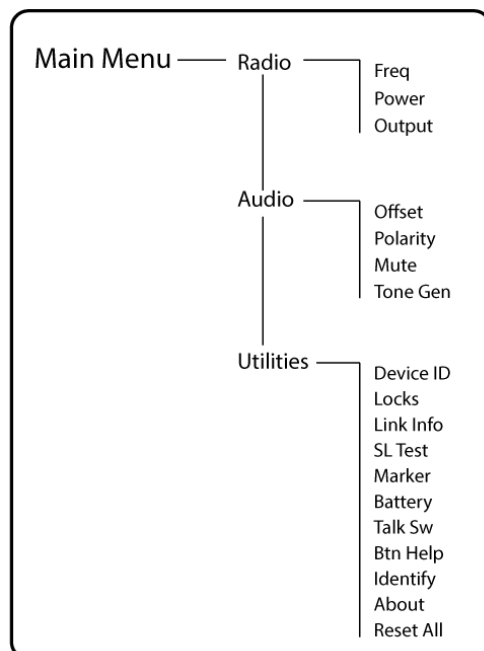 Main Menu
Radio
Freq
Power
Output
Audio
Offset
Polarity
Mute
Tone Gen
Utilities
Device ID
Locks
Link Info
SL Test
Marker
Battery
Talk Sw
Btn Help
Identify
About
Reset All